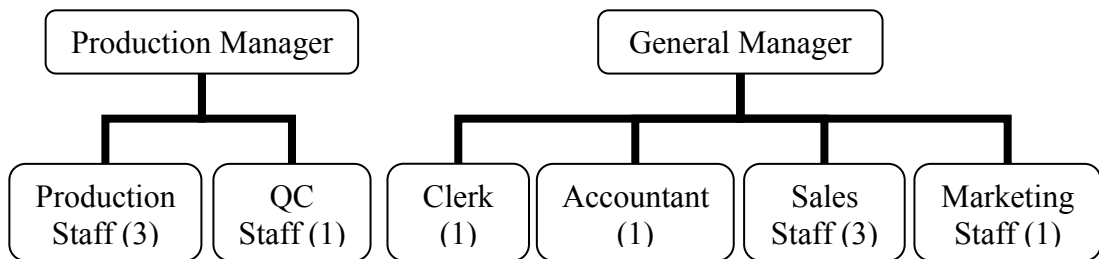 Production Manager
General Manager
Production
Staff (3)
QC
Staff (1)
Clerk
(1)
Accountant
(1)
Sales
Staff (3)
Marketing
Staff (1)